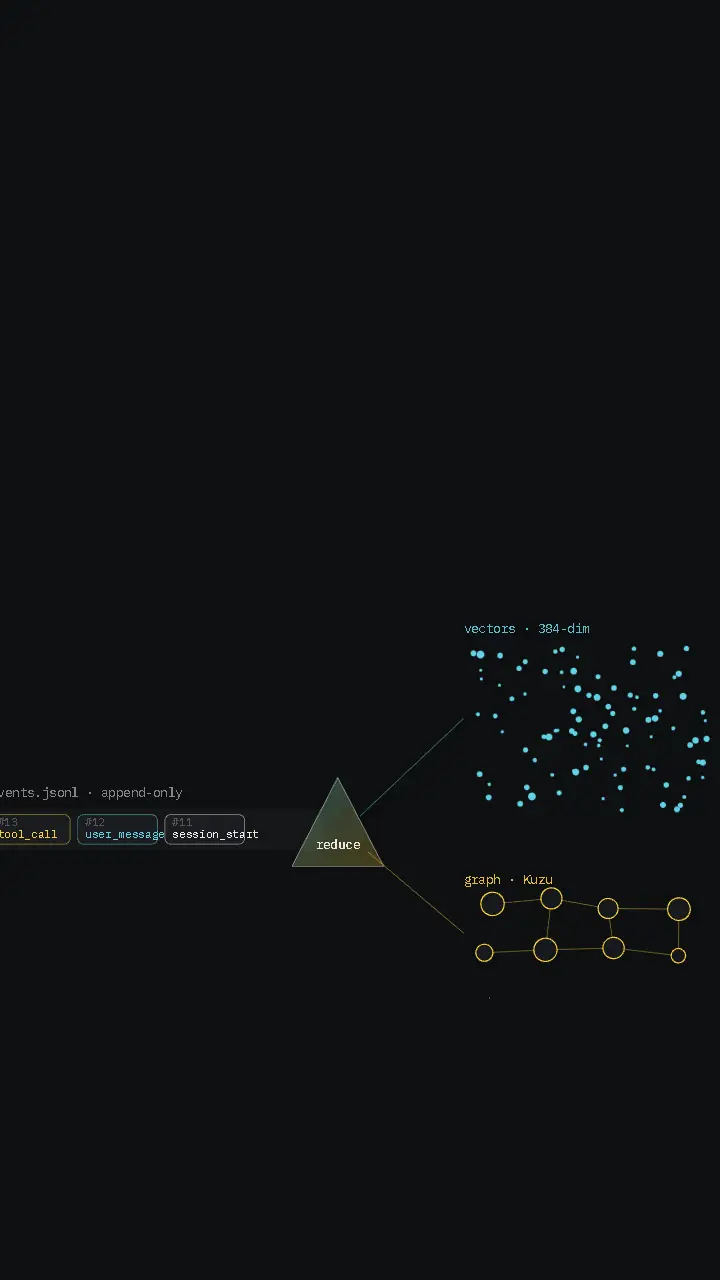 vectors · 384-dim
vents.jsonl · append-only
#13
tool_call
#12
user_message
#11
session_start
reduce
graph · Kuzu